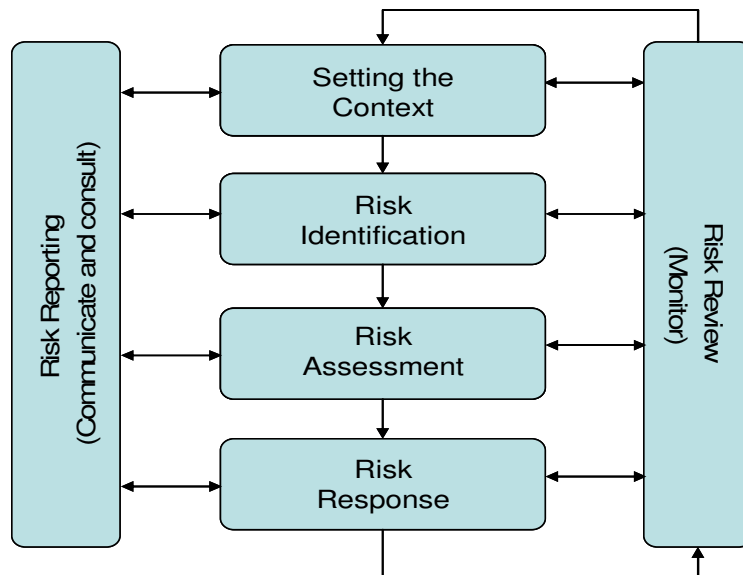 Setting the
Context
Risk
Identification
Risk
Assessment
Risk
Response
Risk Reporting
(Communicate and consult)
Risk Review
(Monitor)